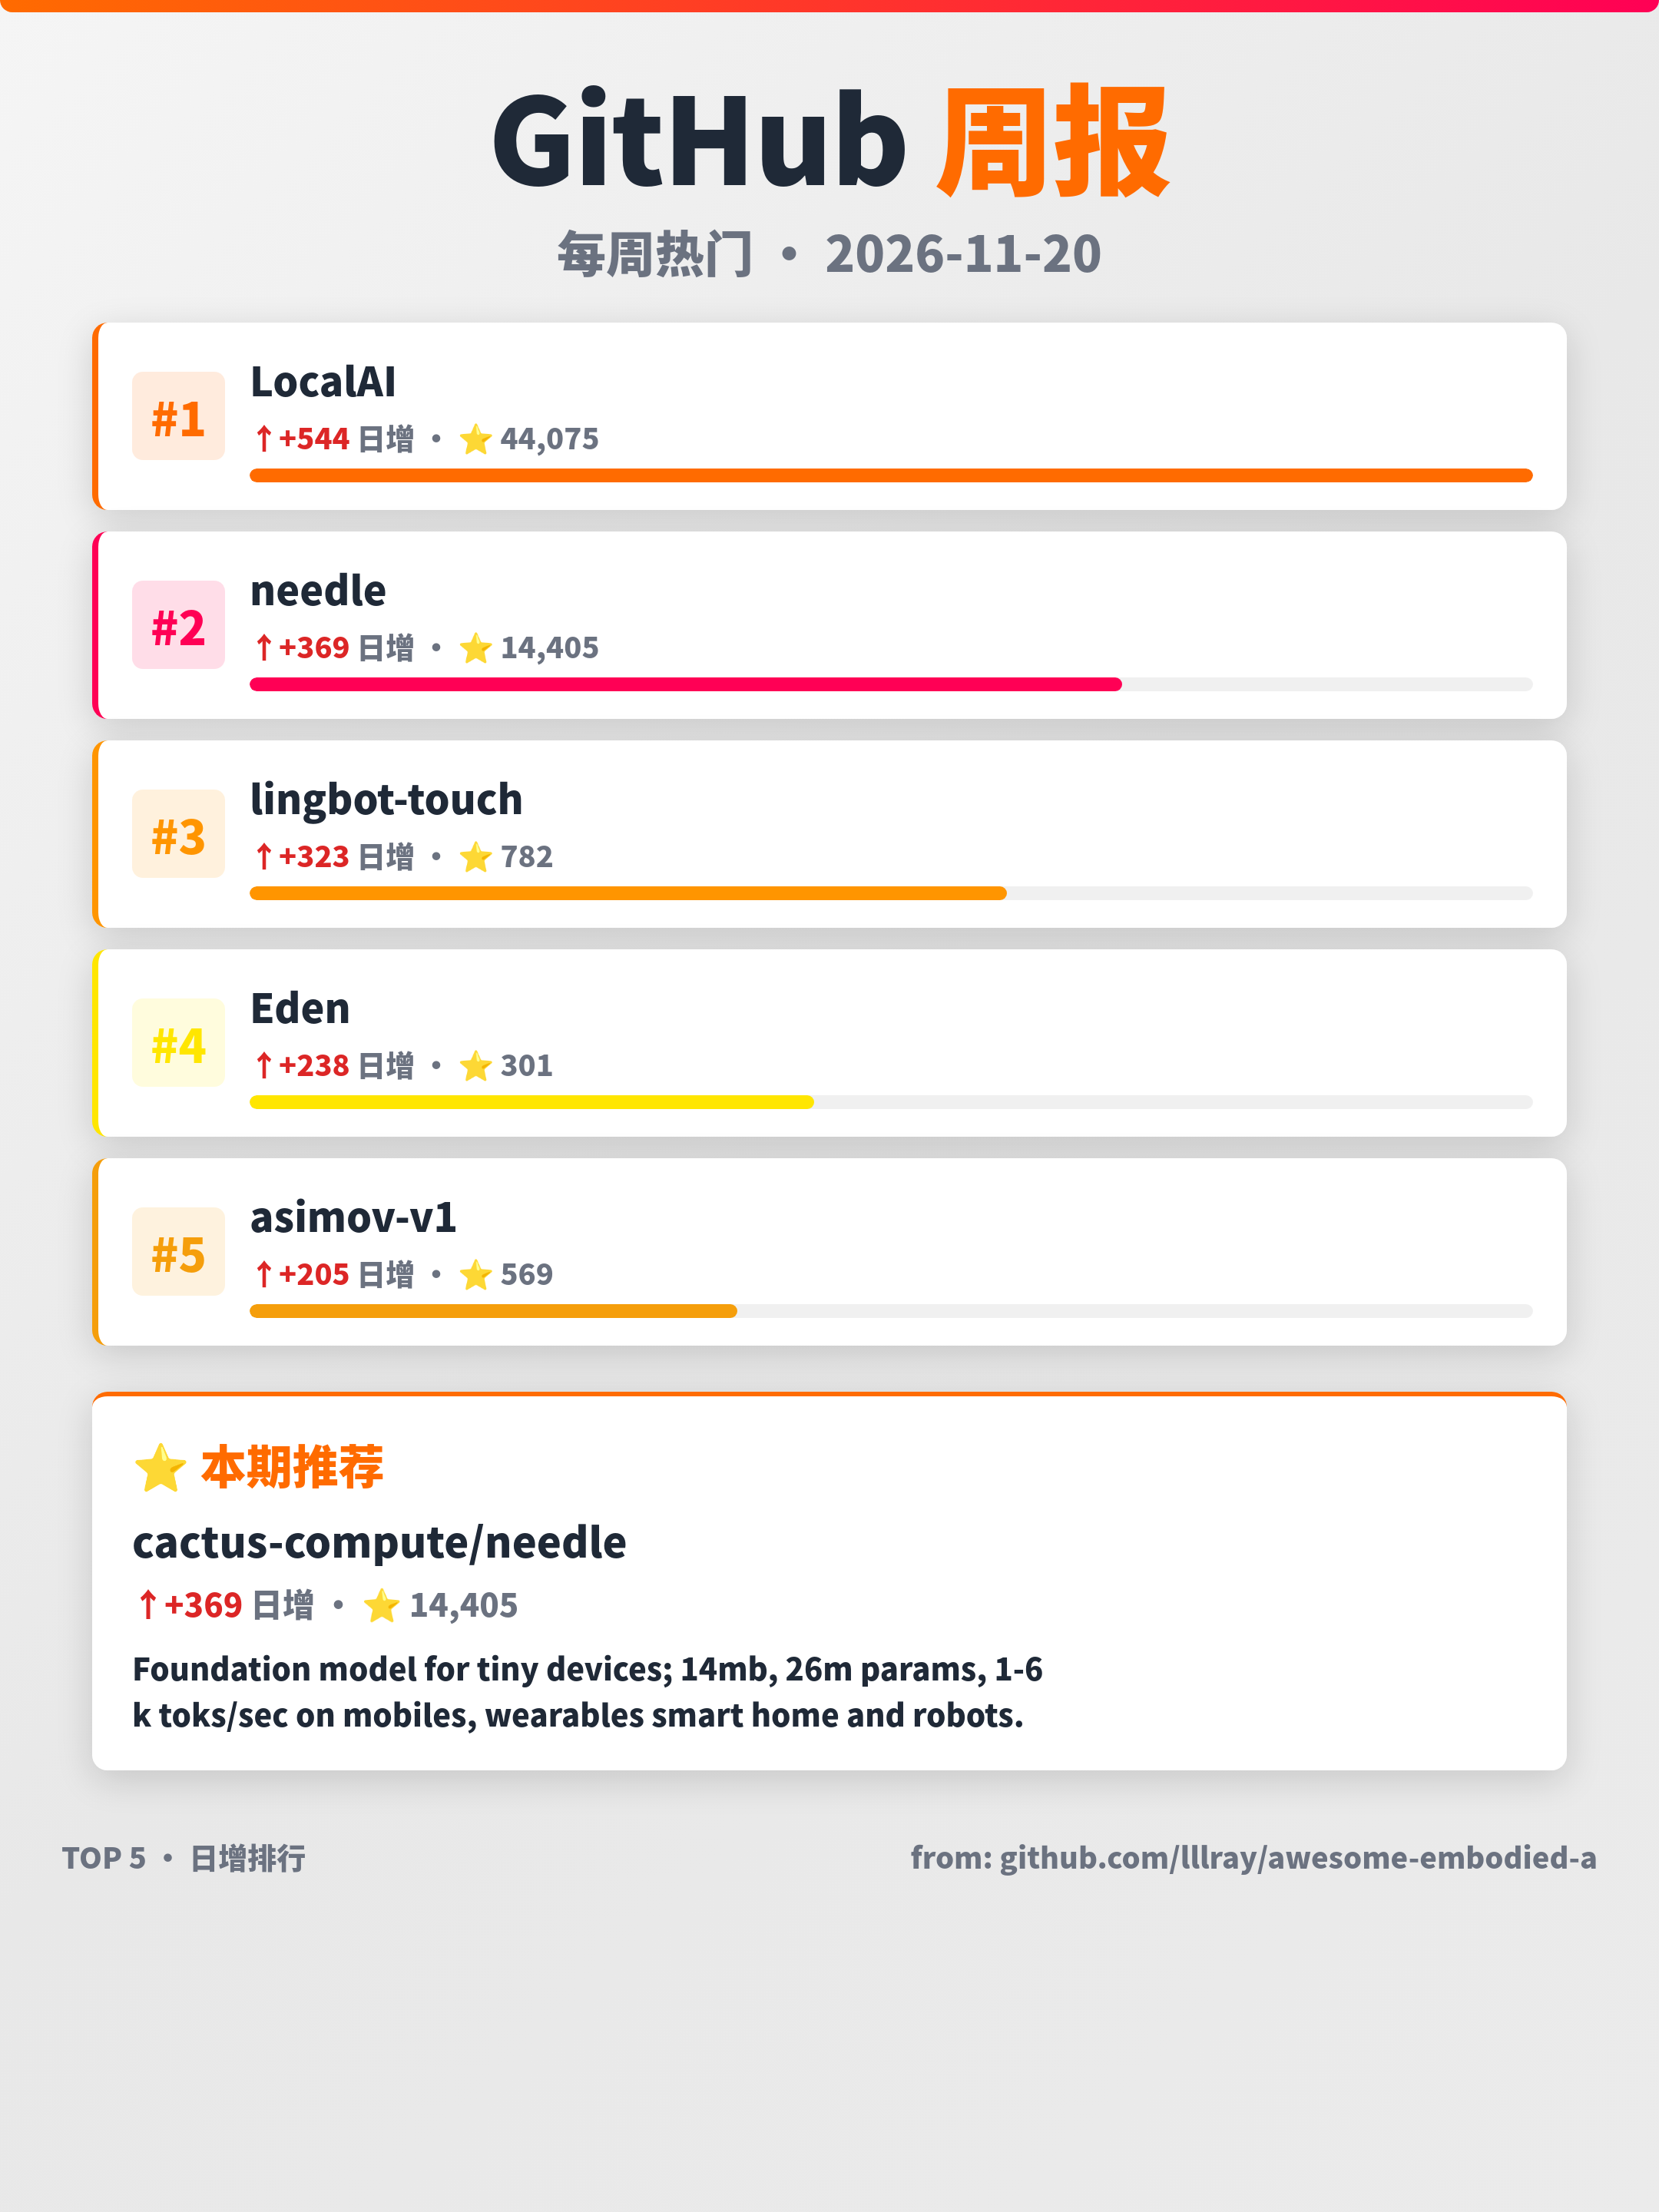 GitHub 周报
每周热门 • 2026-11-20
#1
LocalAI
↑+544 日增 • ⭐ 44,075
#2
needle
↑+369 日增 • ⭐ 14,405
#3
lingbot-touch
↑+323 日增 • ⭐ 782
#4
Eden
↑+238 日增 • ⭐ 301
#5
asimov-v1
↑+205 日增 • ⭐ 569
⭐ 本期推荐
cactus-compute/needle
↑+369 日增 • ⭐ 14,405
Foundation model for tiny devices; 14mb, 26m params, 1-6
k toks/sec on mobiles, wearables smart home and robots.
TOP 5 • 日增排行
from: github.com/lllray/awesome-embodied-a